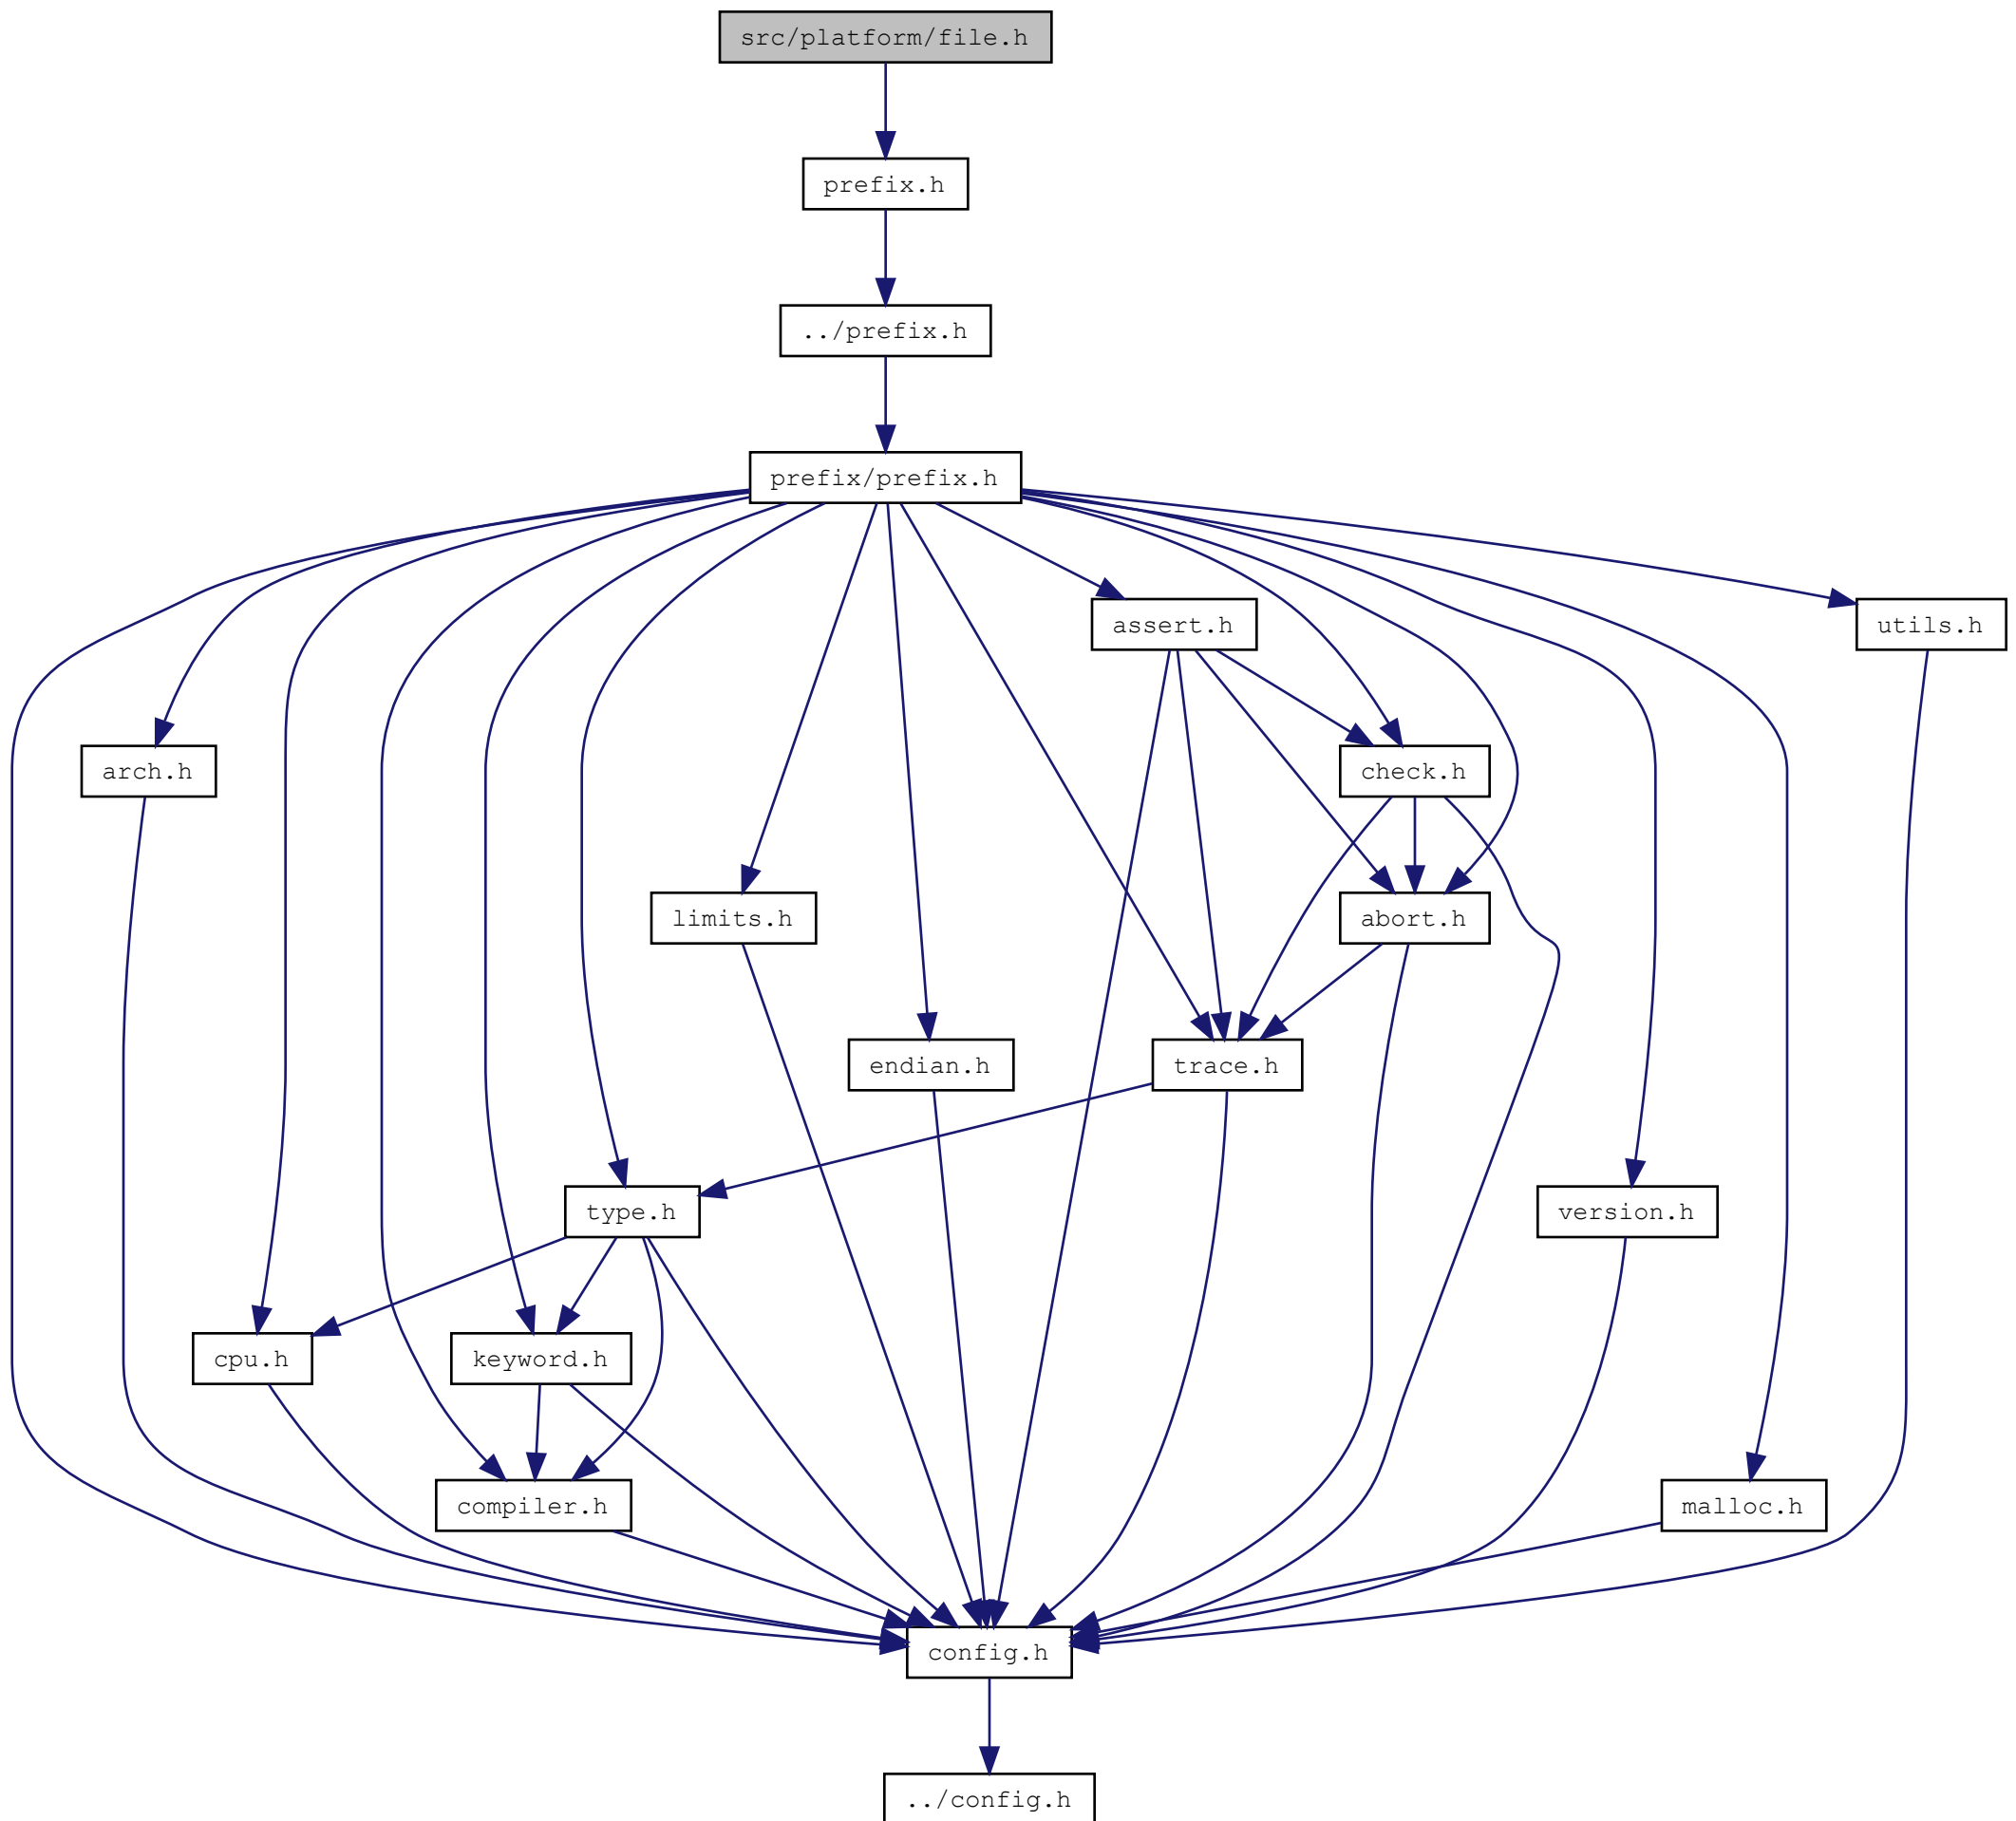 src/platform/file.h
prefix.h
../prefix.h
prefix/prefix.h
assert.h
utils.h
arch.h
check.h
limits.h
abort.h
endian.h
trace.h
type.h
version.h
cpu.h
keyword.h
compiler.h
malloc.h
config.h
../config.h